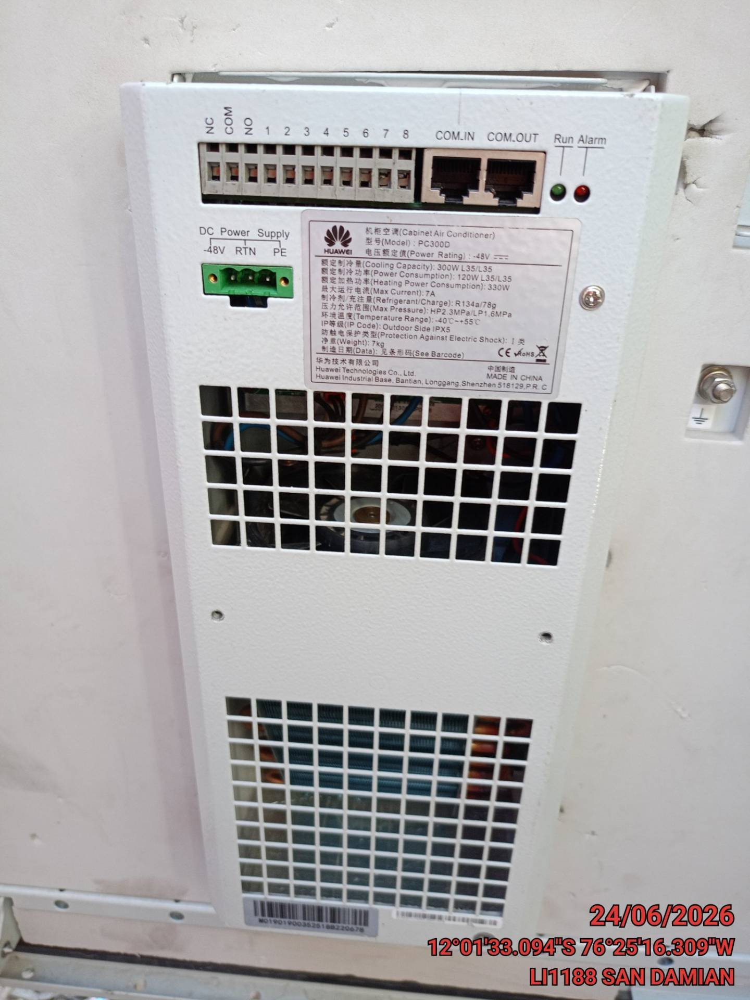 NC COM NO 1 2 3 4 5 6 7 8 COM_IN COM_OUT Run Alarm
DC Power Supply
-48V RTN PE
HUAWEI
机柜空调(Cabinet Air Conditioner)
型号(Model) : PC300D
电压额定值(Power Rating) : -48V
额定制冷量(Cooling Capacity): 300W L35/L35
额定制冷功率(Power Consumption): 120W L35/L35
额定加热功率(Heating Power Consumption): 330W
最大运行电流(Max Current): 7A
制冷剂/充注量(Refrigerant/Charge): R134a/78g
压力允许范围(Max Pressure): HP2.3MPa/LP1.6MPa
环境温度(Temperature Range): -40℃~+55℃
IP等级(IP Code): Outdoor Side IPX5
防触电保护类型(Protection Against Electric Shock): I 类
净重(Weight): 7kg
制造日期(Data): 见条形码(See Barcode)
CE RoHS
华为技术有限公司
中国制造
Huawei Technologies Co., Ltd.
MADE IN CHINA
Huawei Industrial Base, Bantian, Longgang,Shenzhen 518129,P.R. C
24/06/2026
12°01'33.094"S 76°25'16.309"W
LI1188 SAN DAMIAN